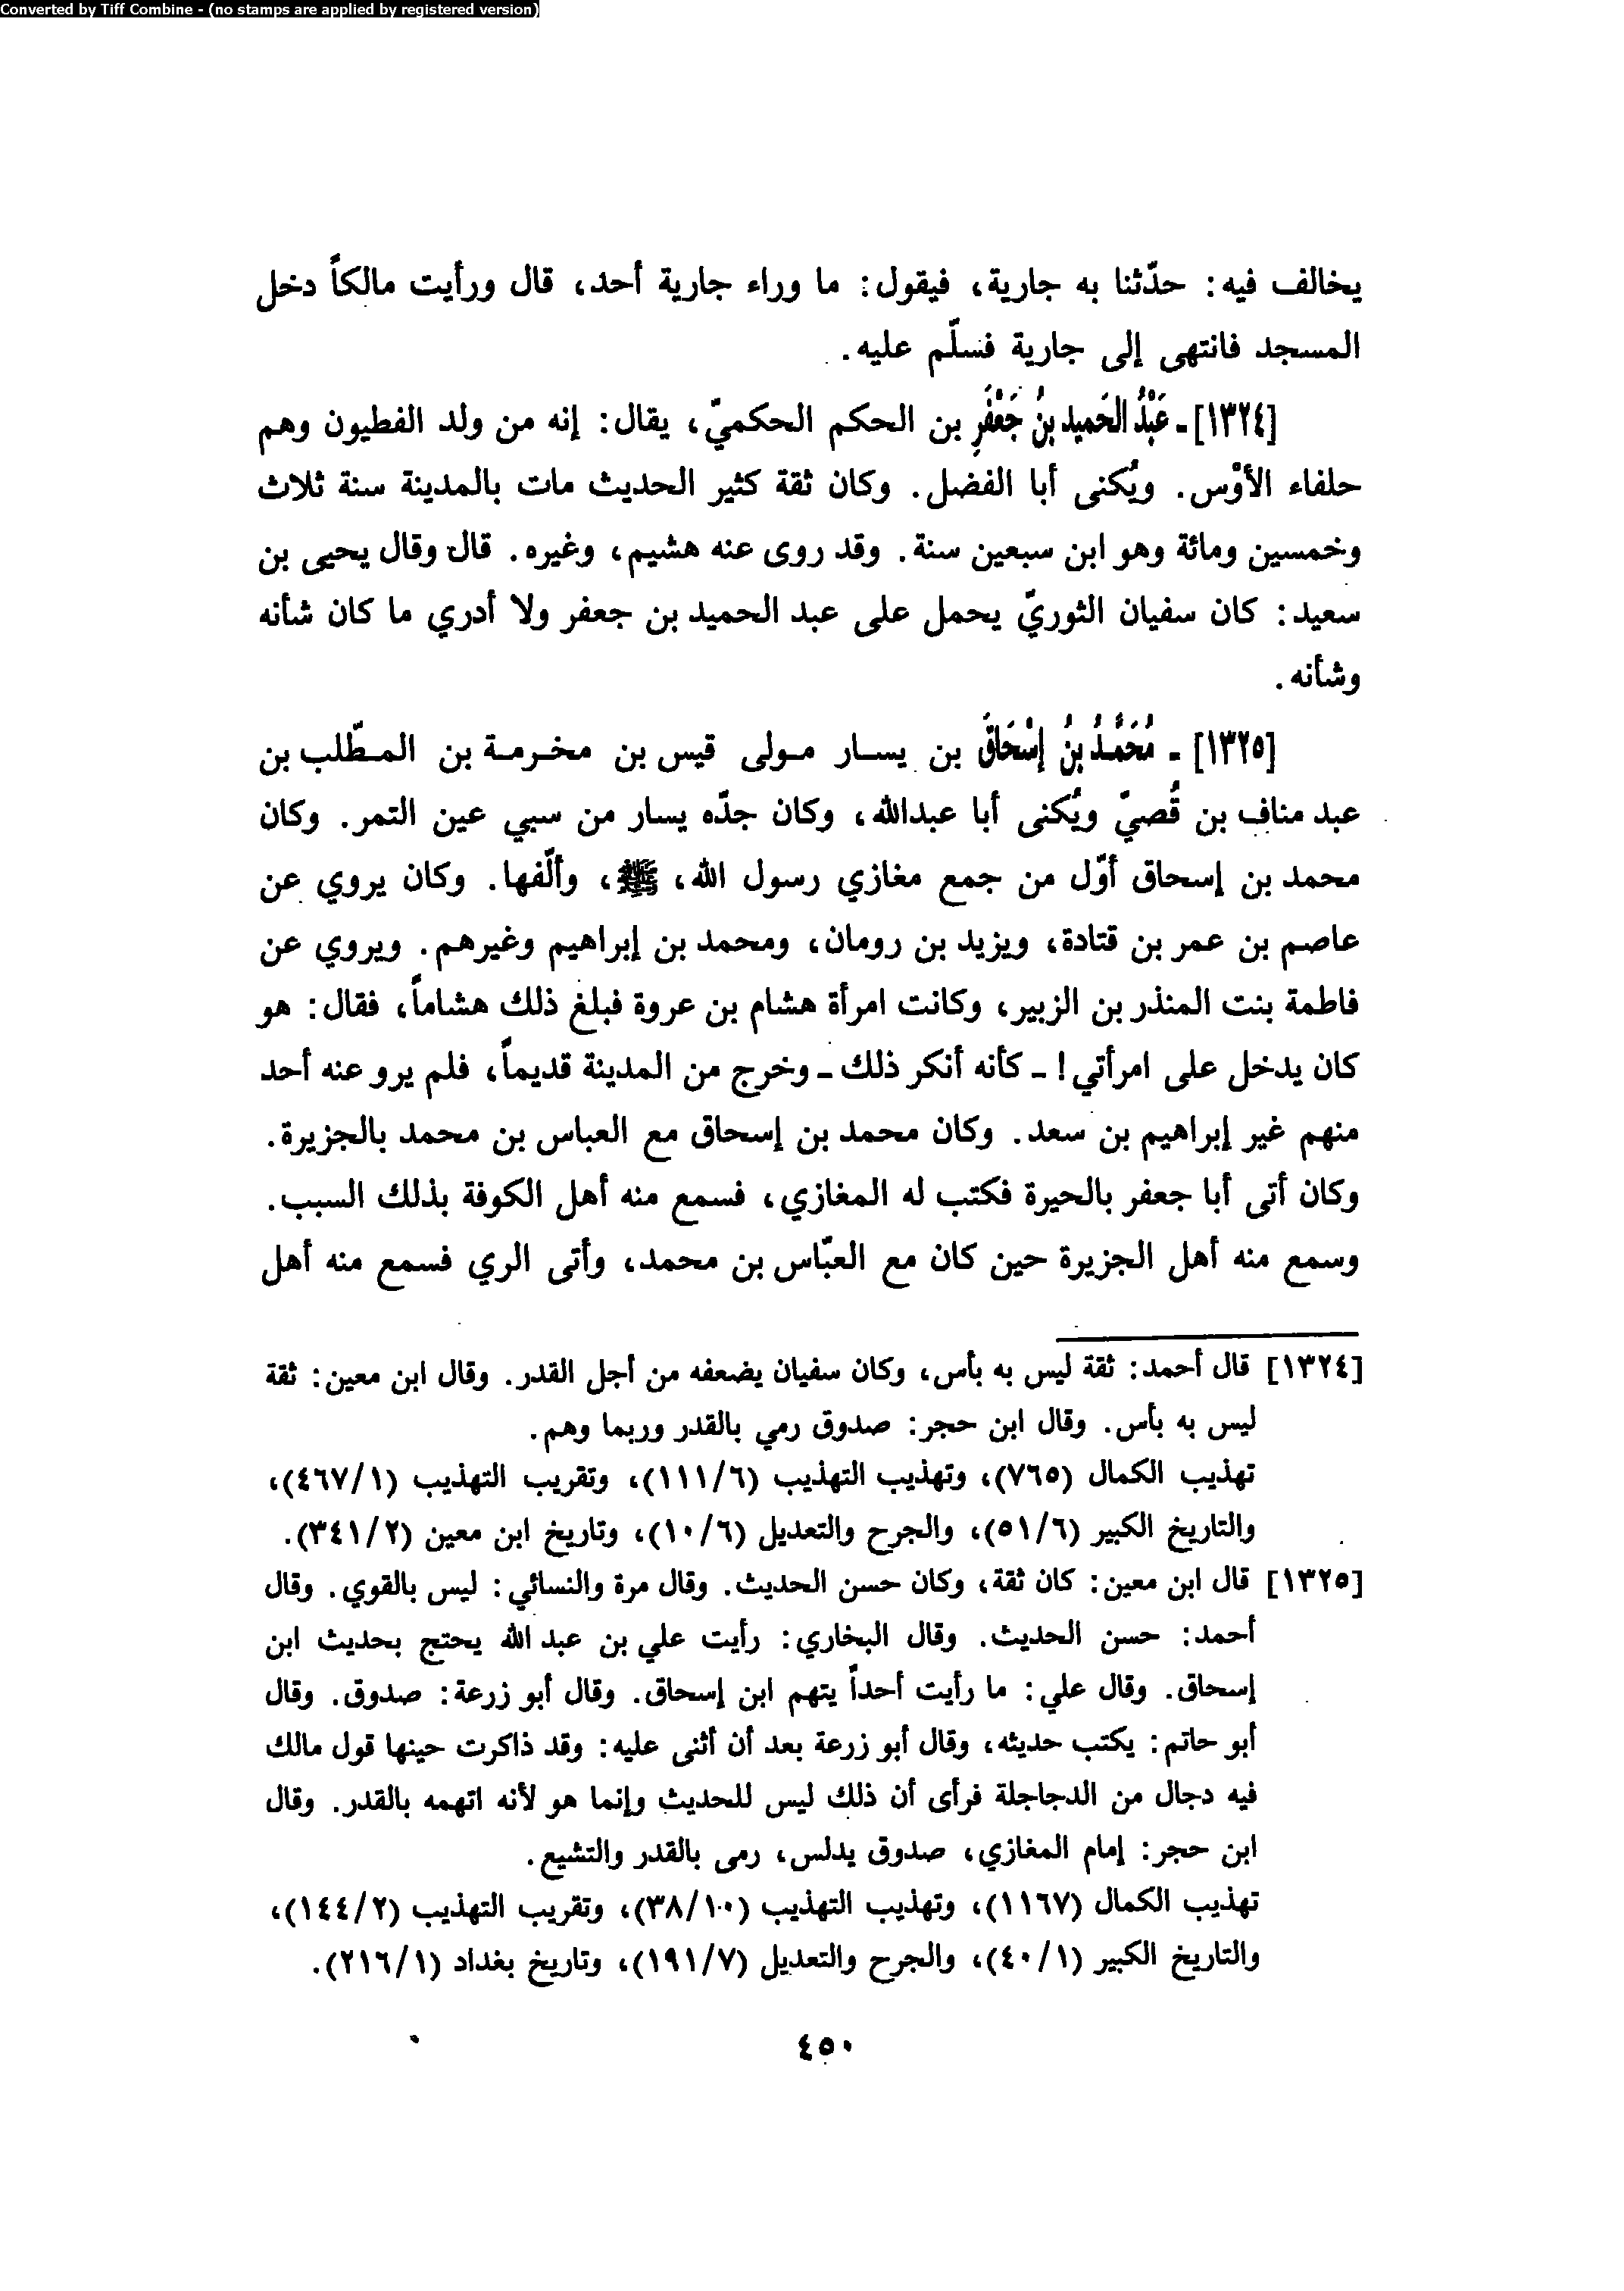 Converted by Tiff Combine - (no stamps are applied by registered version)
يخالف فيه: حدّثنا به جارية، فيقول: ما وراء جارية أحد، قال ورأيت مالكاً دخل
المسجد فانتهى إلى جارية فسلّم عليه.
[١٣٢٤]ـ عَبْدُ الحَميد بنُ جَعْفَرِ بن الحكم الحكميّ، يقال: إنه من ولد الفطيون وهم
حلفاء الأوْس. ويُكنى أبا الفضل. وكان ثقة كثير الحديث مات بالمدينة سنة ثلاث
وخمسين ومائة وهو ابن سبعين سنة. وقد روى عنه هشيم، وغيره. قال وقال يحيى بن
سعيد: كان سفيان الثوريّ يحمل على عبد الحميد بن جعفر ولا أدري ما كان شأنه
وشأنه.
[١٣٢٥]ـ مُحَمَّدُ بنُ إسْحَاقَ بن يسار مولى قيس بن مخرمة بن المطّلب بن
عبد مناف بن قُصيّ ويُكنى أبا عبدالله، وكان جدّه يسار من سبي عين التمر. وكان
محمد بن إسحاق أوّل من جمع مغازي رسول الله، ﷺ، وألّفها. وكان يروي عن
عاصم بن عمر بن قتادة، ويزيد بن رومان، ومحمد بن إبراهيم وغيرهم. ويروي عن
فاطمة بنت المنذر بن الزبير، وكانت امرأة هشام بن عروة فبلغ ذلك هشاماً، فقال: هو
كان يدخل على امرأتي! ـ كأنه أنكر ذلك ـ وخرج من المدينة قديماً، فلم يرو عنه أحد
منهم غير إبراهيم بن سعد. وكان محمد بن إسحاق مع العباس بن محمد بالجزيرة.
وكان أتى أبا جعفر بالحيرة فكتب له المغازي، فسمع منه أهل الكوفة بذلك السبب.
وسمع منه أهل الجزيرة حين كان مع العبّاس بن محمد، وأتى الري فسمع منه أهل
[١٣٢٤] قال أحمد: ثقة ليس به بأس، وكان سفيان يضعفه من أجل القدر. وقال ابن معين: ثقة
ليس به بأس. وقال ابن حجر: صدوق رمي بالقدر وربما وهم.
تهذيب الكمال (٧٦٥)، وتهذيب التهذيب (٦/١١١)، وتقريب التهذيب (١/٤٦٧)،
والتاريخ الكبير (٦/٥١)، والجرح والتعديل (٦/١٠)، وتاريخ ابن معين (٢/٣٤١).
[١٣٢٥] قال ابن معين: كان ثقة، وكان حسن الحديث. وقال مرة والنسائي: ليس بالقوي. وقال
أحمد: حسن الحديث. وقال البخاري: رأيت علي بن عبد الله يحتج بحديث ابن
إسحاق. وقال علي: ما رأيت أحداً يتهم ابن إسحاق. وقال أبو زرعة: صدوق. وقال
أبو حاتم: يكتب حديثه، وقال أبو زرعة بعد أن أثنى عليه: وقد ذاكرت حينها قول مالك
فيه دجال من الدجاجلة فرأى أن ذلك ليس للحديث وإنما هو لأنه اتهمه بالقدر. وقال
ابن حجر: إمام المغازي، صدوق يدلس، رمى بالقدر والتشيع.
تهذيب الكمال (١١٦٧)، وتهذيب التهذيب (١٠/٣٨)، وتقريب التهذيب (٢/١٤٤)،
والتاريخ الكبير (١/٤٠)، والجرح والتعديل (٧/١٩١)، وتاريخ بغداد (١/٢١٦).
٤٥٠